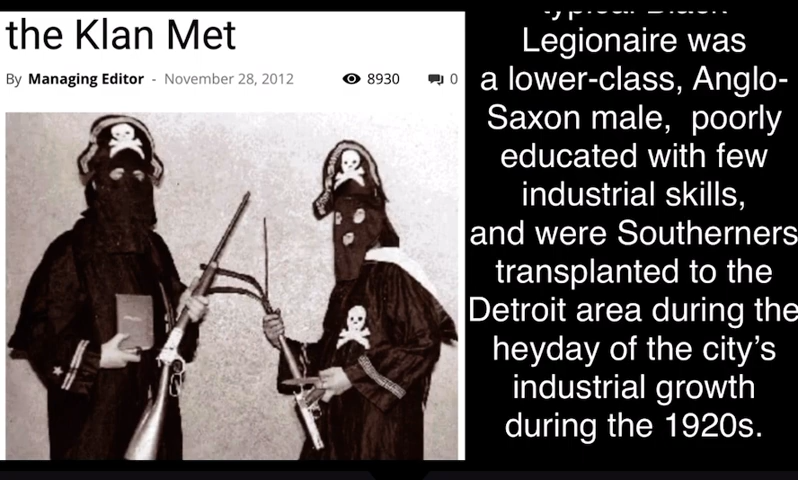 the Klan Met
By Managing Editor - November 28, 2012 8930 0
Legionaire was
a lower-class, Anglo-
Saxon male, poorly
educated with few
industrial skills,
and were Southerners
transplanted to the
Detroit area during the
heyday of the city's
industrial growth
during the 1920s.